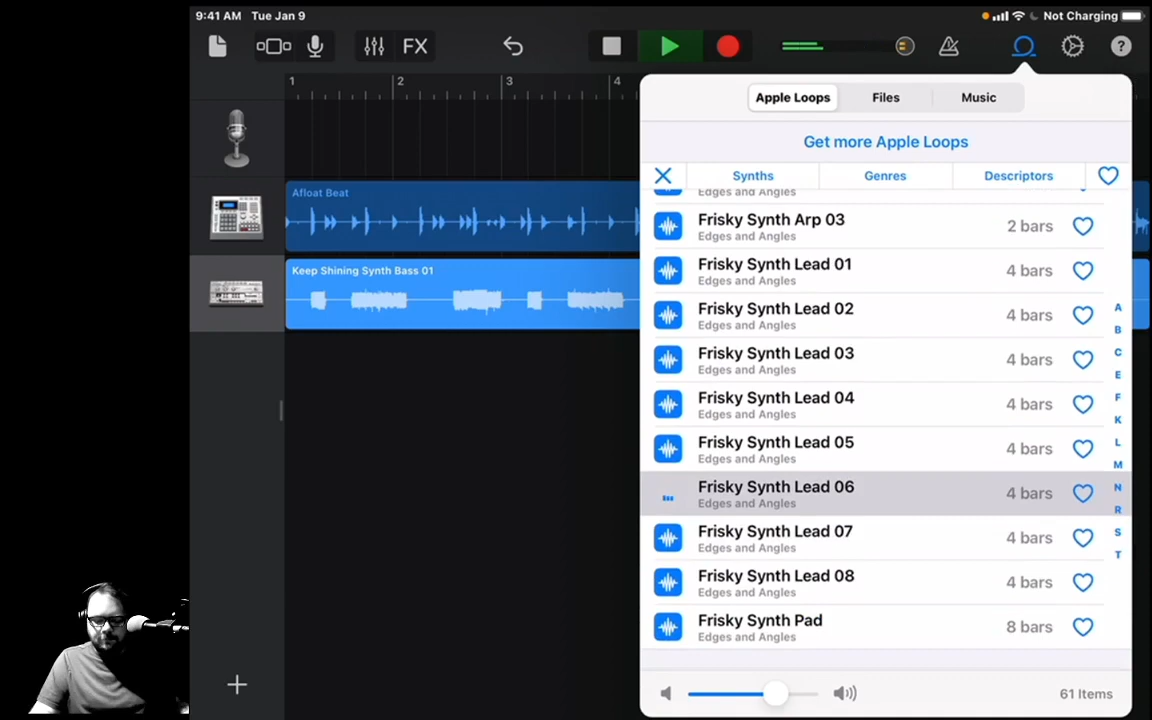 9:41 AM Tue Jan 9
Not Charging
FX
1 2 3 4
Apple Loops Files Music
Get more Apple Loops
Synths Genres Descriptors
Edges and Angles
Frisky Synth Arp 03
Edges and Angles
2 bars
Frisky Synth Lead 01
Edges and Angles
4 bars
Frisky Synth Lead 02
Edges and Angles
4 bars
Frisky Synth Lead 03
Edges and Angles
4 bars
Frisky Synth Lead 04
Edges and Angles
4 bars
Frisky Synth Lead 05
Edges and Angles
4 bars
Frisky Synth Lead 06
Edges and Angles
4 bars
Frisky Synth Lead 07
Edges and Angles
4 bars
Frisky Synth Lead 08
Edges and Angles
4 bars
Frisky Synth Pad
Edges and Angles
8 bars
A
B
C
E
F
K
L
M
N
R
S
T
61 Items
Afloat Beat
Keep Shining Synth Bass 01